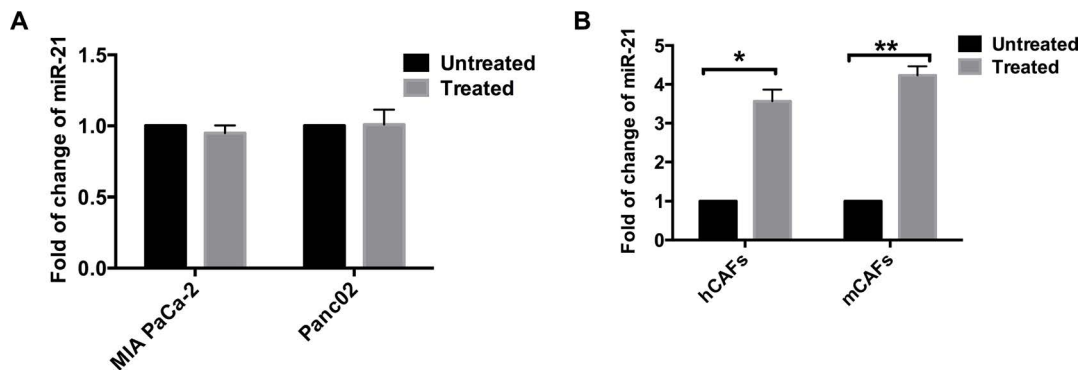 A
Fold of change of miR-21
1.5
1.0
0.5
0.0
Untreated
Treated
MIA PaCa-2
Panc02
B
Fold of change of miR-21
5
4
3
2
1
0
*
**
Untreated
Treated
hCAFs
mCAFs